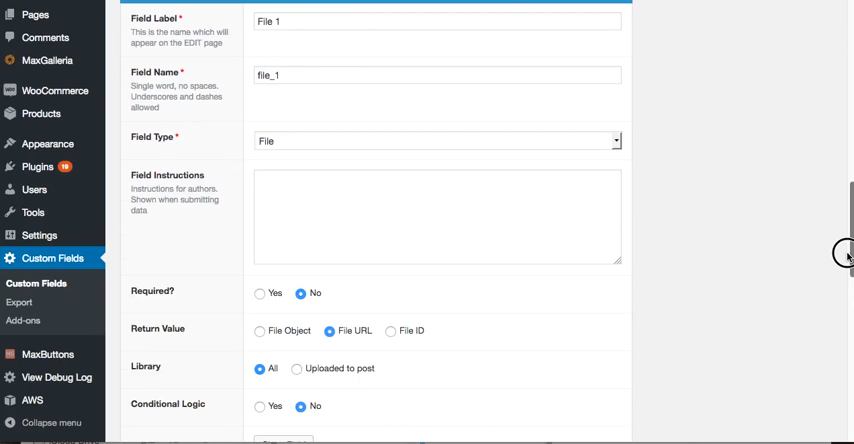 Pages
Comments
MaxGalleria
WooCommerce
Products
Appearance
Plugins 19
Users
Tools
Settings
Custom Fields
Custom Fields
Export
Add-ons
MaxButtons
View Debug Log
AWS
Collapse menu
Field Label *
This is the name which will
appear on the EDIT page
File 1
Field Name *
Single word, no spaces.
Underscores and dashes
allowed
file_1
Field Type *
File
Field Instructions
Instructions for authors.
Shown when submitting
data
Required?
Yes No
Return Value
File Object File URL File ID
Library
All Uploaded to post
Conditional Logic
Yes No